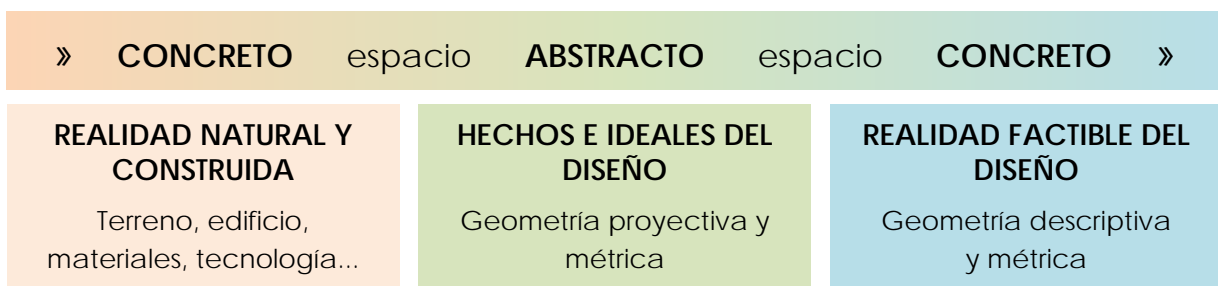 » CONCRETO espacio ABSTRACTO espacio CONCRETO »
REALIDAD NATURAL Y
CONSTRUIDA
Terreno, edificio,
materiales, tecnología...
HECHOS E IDEALES DEL
DISEÑO
Geometría proyectiva y
métrica
REALIDAD FACTIBLE DEL
DISEÑO
Geometría descriptiva
y métrica